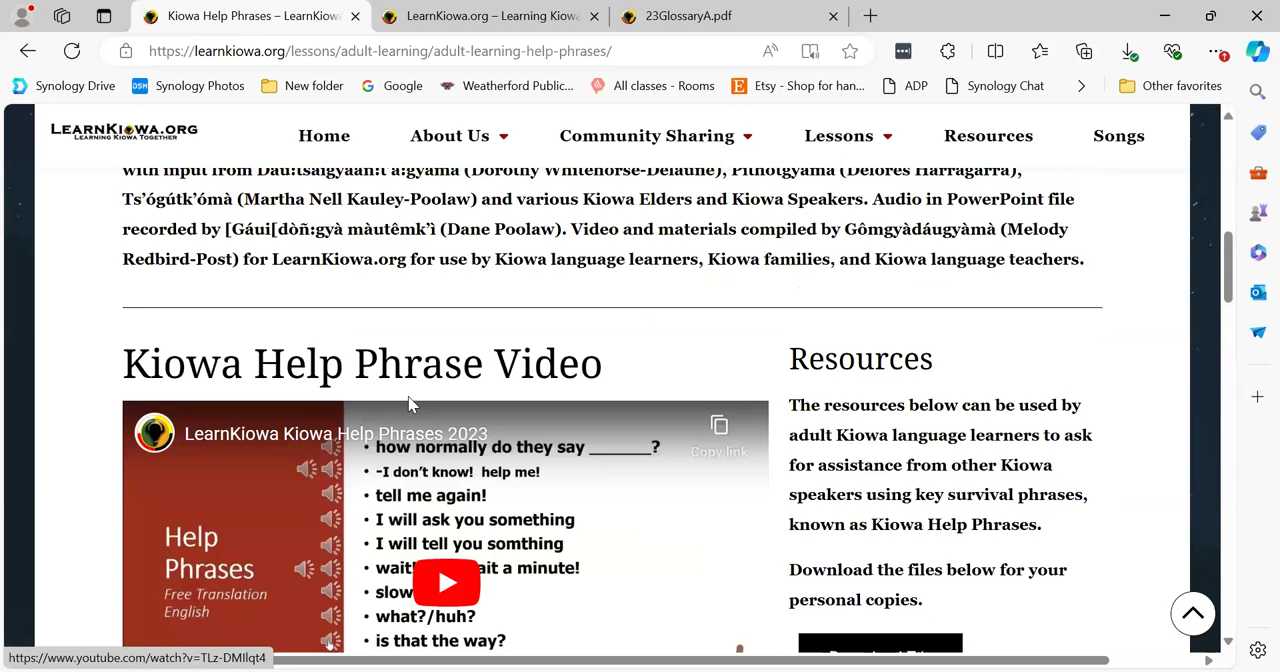 Kiowa Help Phrases – LearnKiowa
LearnKiowa.org – Learning Kiowa
23GlossaryA.pdf
https://learnkiowa.org/lessons/adult-learning/adult-learning-help-phrases/
Synology Drive
DSM Synology Photos
New folder
Google
Weatherford Public...
All classes - Rooms
Etsy - Shop for han...
ADP
Synology Chat
Other favorites
LEARNKIOWA.ORG
LEARNING KIOWA TOGETHER
Home
About Us
Community Sharing
Lessons
Resources
Songs
(Dorothy Whitehorse-Delaune),
(Delores Harragarra),
Ts’ógútk’ómà (Martha Nell Kauley-Poolaw) and various Kiowa Elders and Kiowa Speakers. Audio in PowerPoint file
recorded by [Gáui[dòñ:gyà màutêmk’ì (Dane Poolaw). Video and materials compiled by Gômgyàdáugyàmà (Melody
Redbird-Post) for LearnKiowa.org for use by Kiowa language learners, Kiowa families, and Kiowa language teachers.
Kiowa Help Phrase Video
LearnKiowa Kiowa Help Phrases 2023
Copy link
• how normally do they say ______?
• -I don’t know! help me!
• tell me again!
• I will ask you something
• I will tell you somthing
• wait! ait a minute!
• slow
• what?/huh?
• is that the way?
Help
Phrases
Free Translation
English
Resources
The resources below can be used by
adult Kiowa language learners to ask
for assistance from other Kiowa
speakers using key survival phrases,
known as Kiowa Help Phrases.
Download the files below for your
personal copies.
https://www.youtube.com/watch?v=TLz-DMIlqt4